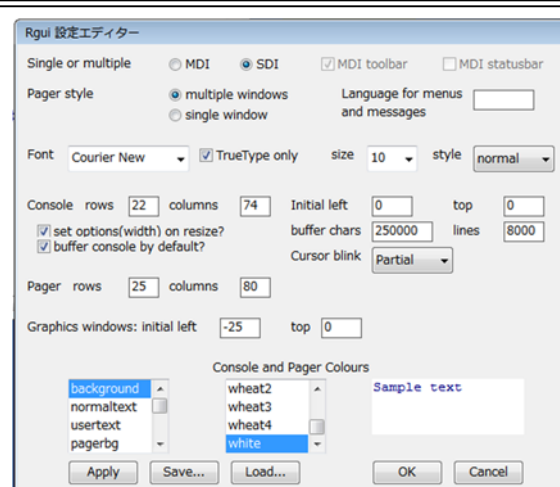 Rgui 設定エディター
Single or multiple MDI SDI MDI toolbar MDI statusbar
Pager style multiple windows Language for menus
single window and messages
Font Courier New TrueType only size 10 style normal
Console rows 22 columns 74 Initial left 0 top 0
set options(width) on resize? buffer chars 250000 lines 8000
buffer console by default?
Cursor blink Partial
Pager rows 25 columns 80
Graphics windows: initial left -25 top 0
Console and Pager Colours
background wheat2 Sample text
normaltext wheat3
usertext wheat4
pagerbg white
Apply Save... Load... OK Cancel